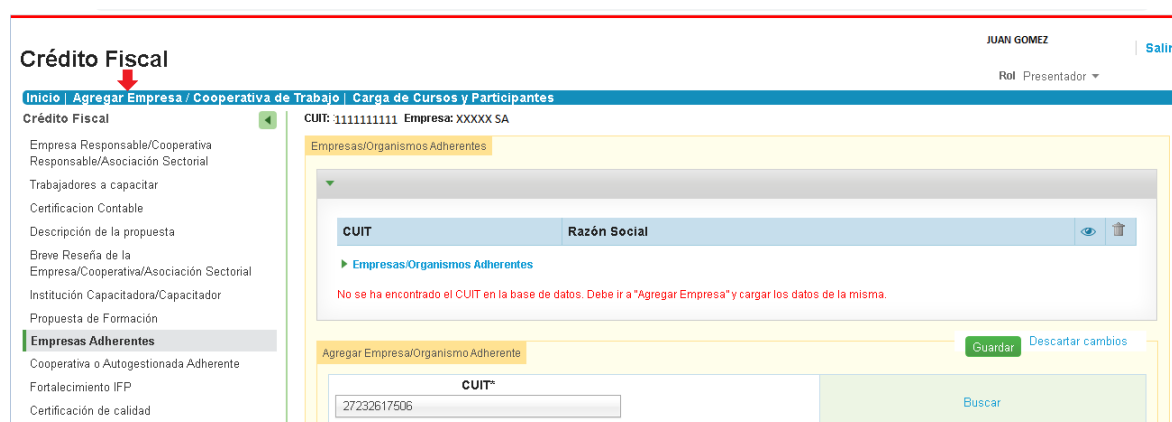 JUAN GOMEZ
Salir
Crédito Fiscal
Rol Presentador
Inicio | Agregar Empresa / Cooperativa de Trabajo | Carga de Cursos y Participantes
Crédito Fiscal
CUIT: 1111111111 Empresa: XXXXX SA
Empresa Responsable/Cooperativa
Responsable/Asociación Sectorial
Trabajadores a capacitar
Certificacion Contable
Descripción de la propuesta
Breve Reseña de la
Empresa/Cooperativa/Asociación Sectorial
Institución Capacitadora/Capacitador
Propuesta de Formación
Empresas Adherentes
Cooperativa o Autogestionada Adherente
Fortalecimiento IFP
Certificación de calidad
Empresas/Organismos Adherentes
CUIT Razón Social
Empresas/Organismos Adherentes
No se ha encontrado el CUIT en la base de datos. Debe ir a "Agregar Empresa" y cargar los datos de la misma.
Agregar Empresa/Organismo Adherente
Guardar Descartar cambios
CUIT*
27232617506
Buscar